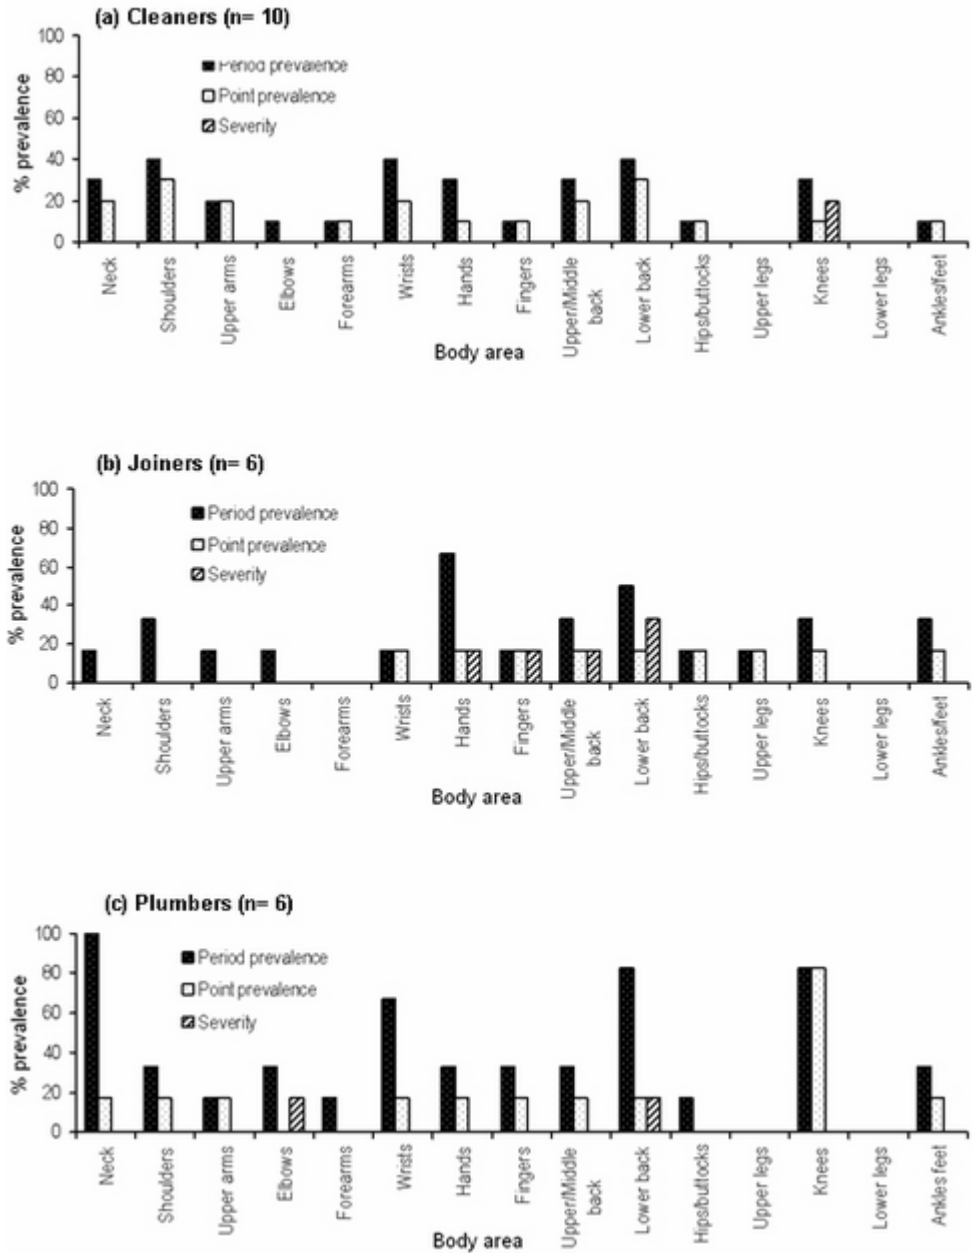 (a) Cleaners (n= 10)
100
80
60
40
20
0
% prevalence
Period prevalence
Point prevalence
Severity
Neck
Shoulders
Upper arms
Elbows
Forearms
Wrists
Hands
Fingers
Upper/Middle
back
Lower back
Hips/buttocks
Upper legs
Knees
Lower legs
Ankles/feet
Body area
(b) Joiners (n= 6)
100
80
60
40
20
0
% prevalence
Period prevalence
Point prevalence
Severity
Neck
Shoulders
Upper arms
Elbows
Forearms
Wrists
Hands
Fingers
Upper/Middle
back
Lower back
Hips/buttocks
Upper legs
Knees
Lower legs
Ankles/feet
Body area
(c) Plumbers (n= 6)
100
80
60
40
20
0
% prevalence
Period prevalence
Point prevalence
Severity
Neck
Shoulders
Upper arms
Elbows
Forearms
Wrists
Hands
Fingers
Upper/Middle
back
Lower back
Hips/buttocks
Upper legs
Knees
Lower legs
Ankles feet
Body area